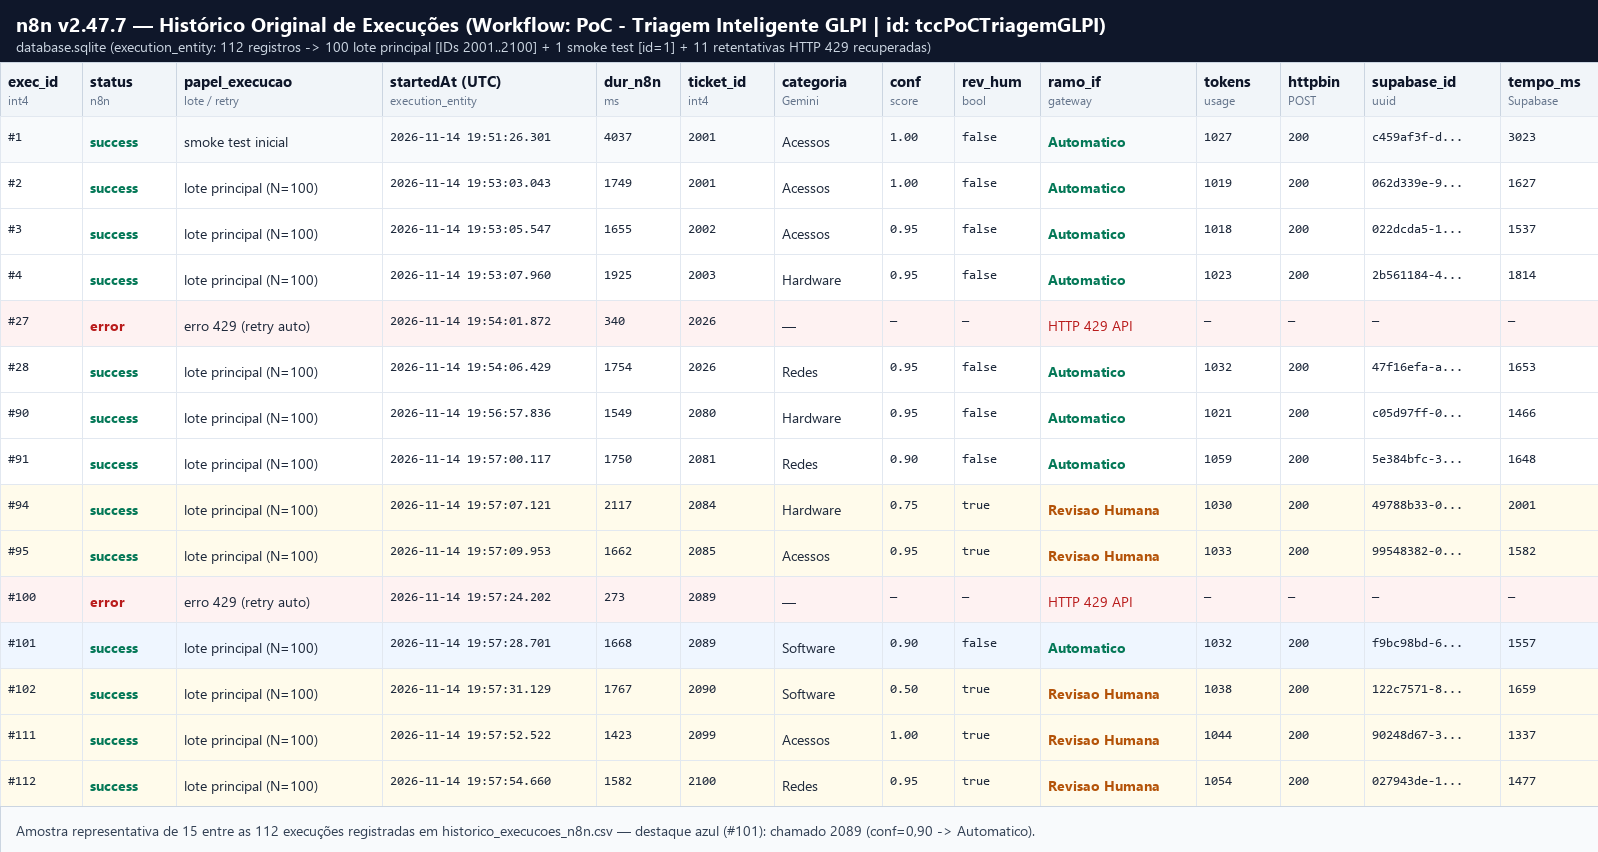 n8n v2.47.7 — Histórico Original de Execuções (Workflow: PoC - Triagem Inteligente GLPI | id: tccPoCTriagemGLPI)
database.sqlite (execution_entity: 112 registros -> 100 lote principal [IDs 2001..2100] + 1 smoke test [id=1] + 11 retentativas HTTP 429 recuperadas)
exec_id status papel_execucao startedAt (UTC) dur_n8n ticket_id categoria conf rev_hum ramo_if tokens httpbin supabase_id tempo_ms
int4 n8n lote / retry execution_entity ms int4 Gemini score bool gateway usage POST uuid Supabase
#1 success smoke test inicial 2026-11-14 19:51:26.301 4037 2001 Acessos 1.00 false Automatico 1027 200 c459af3f-d... 3023
#2 success lote principal (N=100) 2026-11-14 19:53:03.043 1749 2001 Acessos 1.00 false Automatico 1019 200 062d339e-9... 1627
#3 success lote principal (N=100) 2026-11-14 19:53:05.547 1655 2002 Acessos 0.95 false Automatico 1018 200 022dcda5-1... 1537
#4 success lote principal (N=100) 2026-11-14 19:53:07.960 1925 2003 Hardware 0.95 false Automatico 1023 200 2b561184-4... 1814
#27 error erro 429 (retry auto) 2026-11-14 19:54:01.872 340 2026 — — — HTTP 429 API — — — —
#28 success lote principal (N=100) 2026-11-14 19:54:06.429 1754 2026 Redes 0.95 false Automatico 1032 200 47f16efa-a... 1653
#90 success lote principal (N=100) 2026-11-14 19:56:57.836 1549 2080 Hardware 0.95 false Automatico 1021 200 c05d97ff-0... 1466
#91 success lote principal (N=100) 2026-11-14 19:57:00.117 1750 2081 Redes 0.90 false Automatico 1059 200 5e384bfc-3... 1648
#94 success lote principal (N=100) 2026-11-14 19:57:07.121 2117 2084 Hardware 0.75 true Revisao Humana 1030 200 49788b33-0... 2001
#95 success lote principal (N=100) 2026-11-14 19:57:09.953 1662 2085 Acessos 0.95 true Revisao Humana 1033 200 99548382-0... 1582
#100 error erro 429 (retry auto) 2026-11-14 19:57:24.202 273 2089 — — — HTTP 429 API — — — —
#101 success lote principal (N=100) 2026-11-14 19:57:28.701 1668 2089 Software 0.90 false Automatico 1032 200 f9bc98bd-6... 1557
#102 success lote principal (N=100) 2026-11-14 19:57:31.129 1767 2090 Software 0.50 true Revisao Humana 1038 200 122c7571-8... 1659
#111 success lote principal (N=100) 2026-11-14 19:57:52.522 1423 2099 Acessos 1.00 true Revisao Humana 1044 200 90248d67-3... 1337
#112 success lote principal (N=100) 2026-11-14 19:57:54.660 1582 2100 Redes 0.95 true Revisao Humana 1054 200 027943de-1... 1477
Amostra representativa de 15 entre as 112 execuções registradas em historico_execucoes_n8n.csv — destaque azul (#101): chamado 2089 (conf=0,90 -> Automatico).